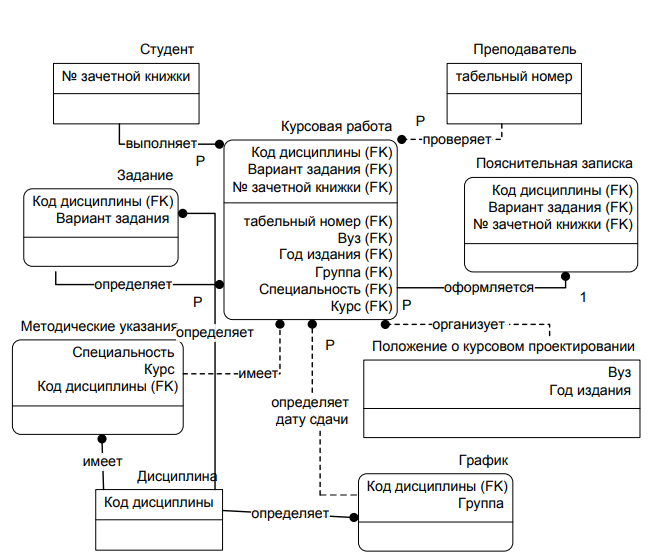 Студент
№ зачетной книжки
Преподаватель
табельный номер
выполняет
Р
Р
проверяет
Курсовая работа
Код дисциплины (FK)
Вариант задания (FK)
№ зачетной книжки (FK)
табельный номер (FK)
Вуз (FK)
Год издания (FK)
Группа (FK)
Специальность (FK)
Курс (FK)
Пояснительная записка
Код дисциплины (FK)
Вариант задания (FK)
№ зачетной книжки (FK)
Задание
Код дисциплины (FK)
Вариант задания
определяет
Р
оформляется
Р
1
Методические указания
Специальность
Курс
Код дисциплины (FK)
определяет
имеет
Р
организует
Положение о курсовом проектировании
Вуз
Год издания
определяет
дату сдачи
имеет
Дисциплина
Код дисциплины
определяет
График
Код дисциплины (FK)
Группа